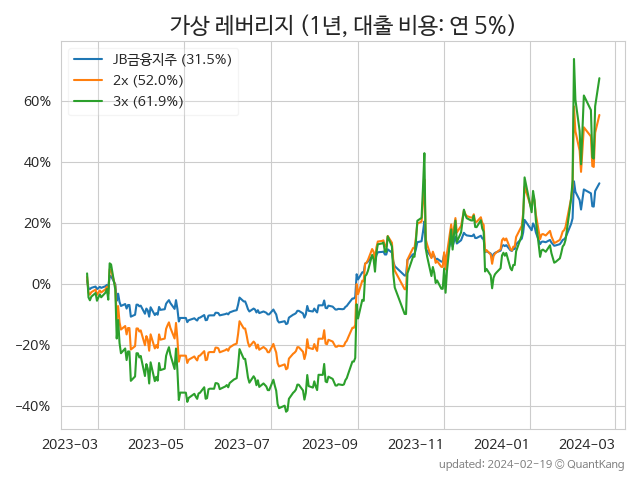 가상 레버리지 (1년, 대출 비용: 연 5%)
JB금융지주 (31.5%)
2x (52.0%)
3x (61.9%)
60%
40%
20%
0%
−20%
−40%
2023-03 2023-05 2023-07 2023-09 2023-11 2024-01 2024-03
updated: 2024-02-19 © QuantKang